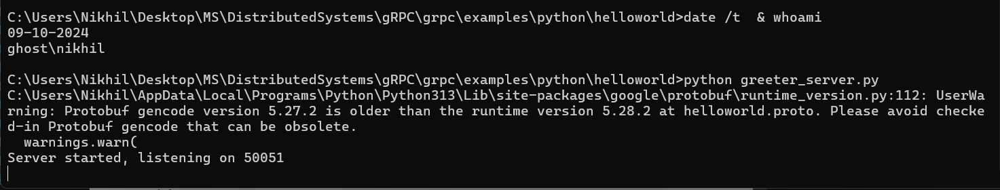 C:\Users\Nikhil\Desktop\MS\DistributedSystems\gRPC\grpc\examples\python\helloworld>date /t  & whoami
09-10-2024
ghost\nikhil
C:\Users\Nikhil\Desktop\MS\DistributedSystems\gRPC\grpc\examples\python\helloworld>python greeter_server.py
C:\Users\Nikhil\AppData\Local\Programs\Python\Python313\Lib\site-packages\google\protobuf\runtime_version.py:112: UserWa
rning: Protobuf gencode version 5.27.2 is older than the runtime version 5.28.2 at helloworld.proto. Please avoid checke
d-in Protobuf gencode that can be obsolete.
  warnings.warn(
Server started, listening on 50051